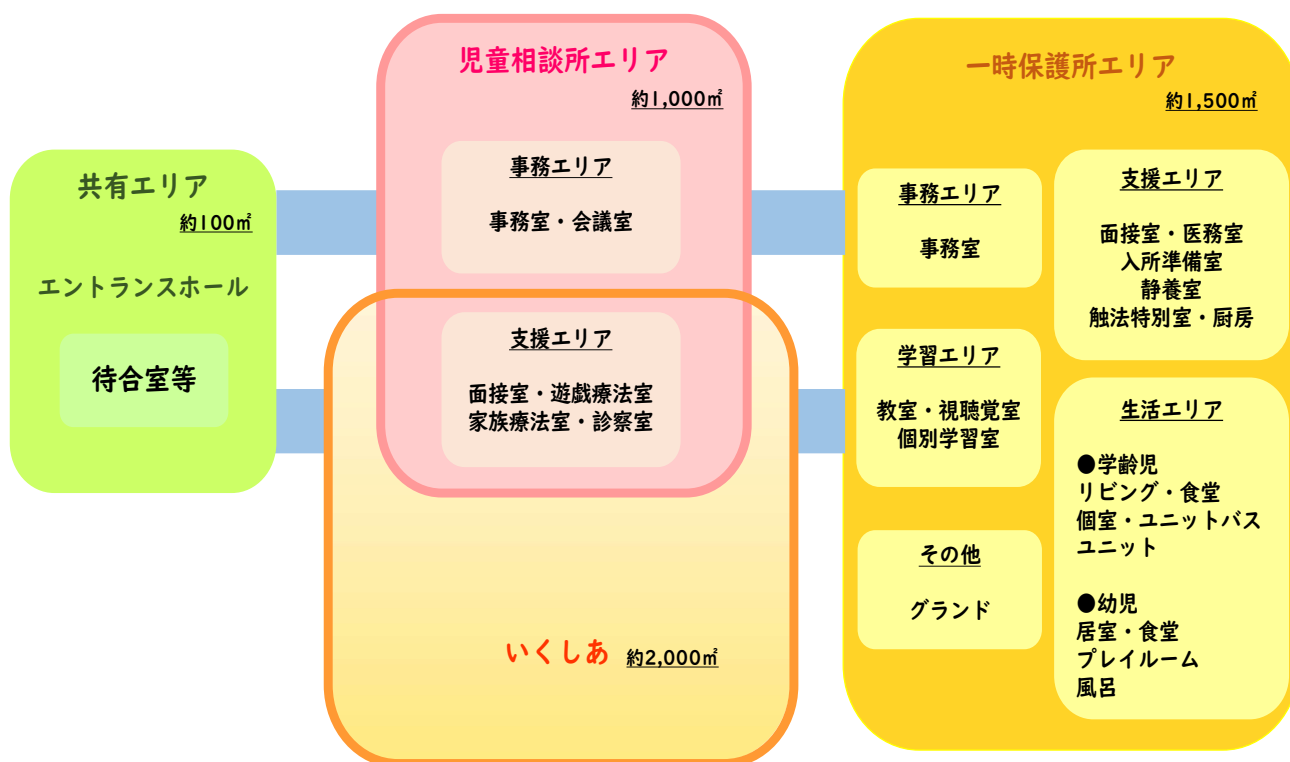 共有エリア
約100㎡
エントランスホール
待合室等
児童相談所エリア
約1,000㎡
事務エリア
事務室・会議室
支援エリア
面接室・遊戯療法室
家族療法室・診察室
いくしあ 約2,000㎡
一時保護所エリア
約1,500㎡
事務エリア
事務室
学習エリア
教室・視聴覚室
個別学習室
その他
グランド
支援エリア
面接室・医務室
入所準備室
静養室
触法特別室・厨房
生活エリア
●学齢児
リビング・食堂
個室・ユニットバス
ユニット
●幼児
居室・食堂
プレイルーム
風呂